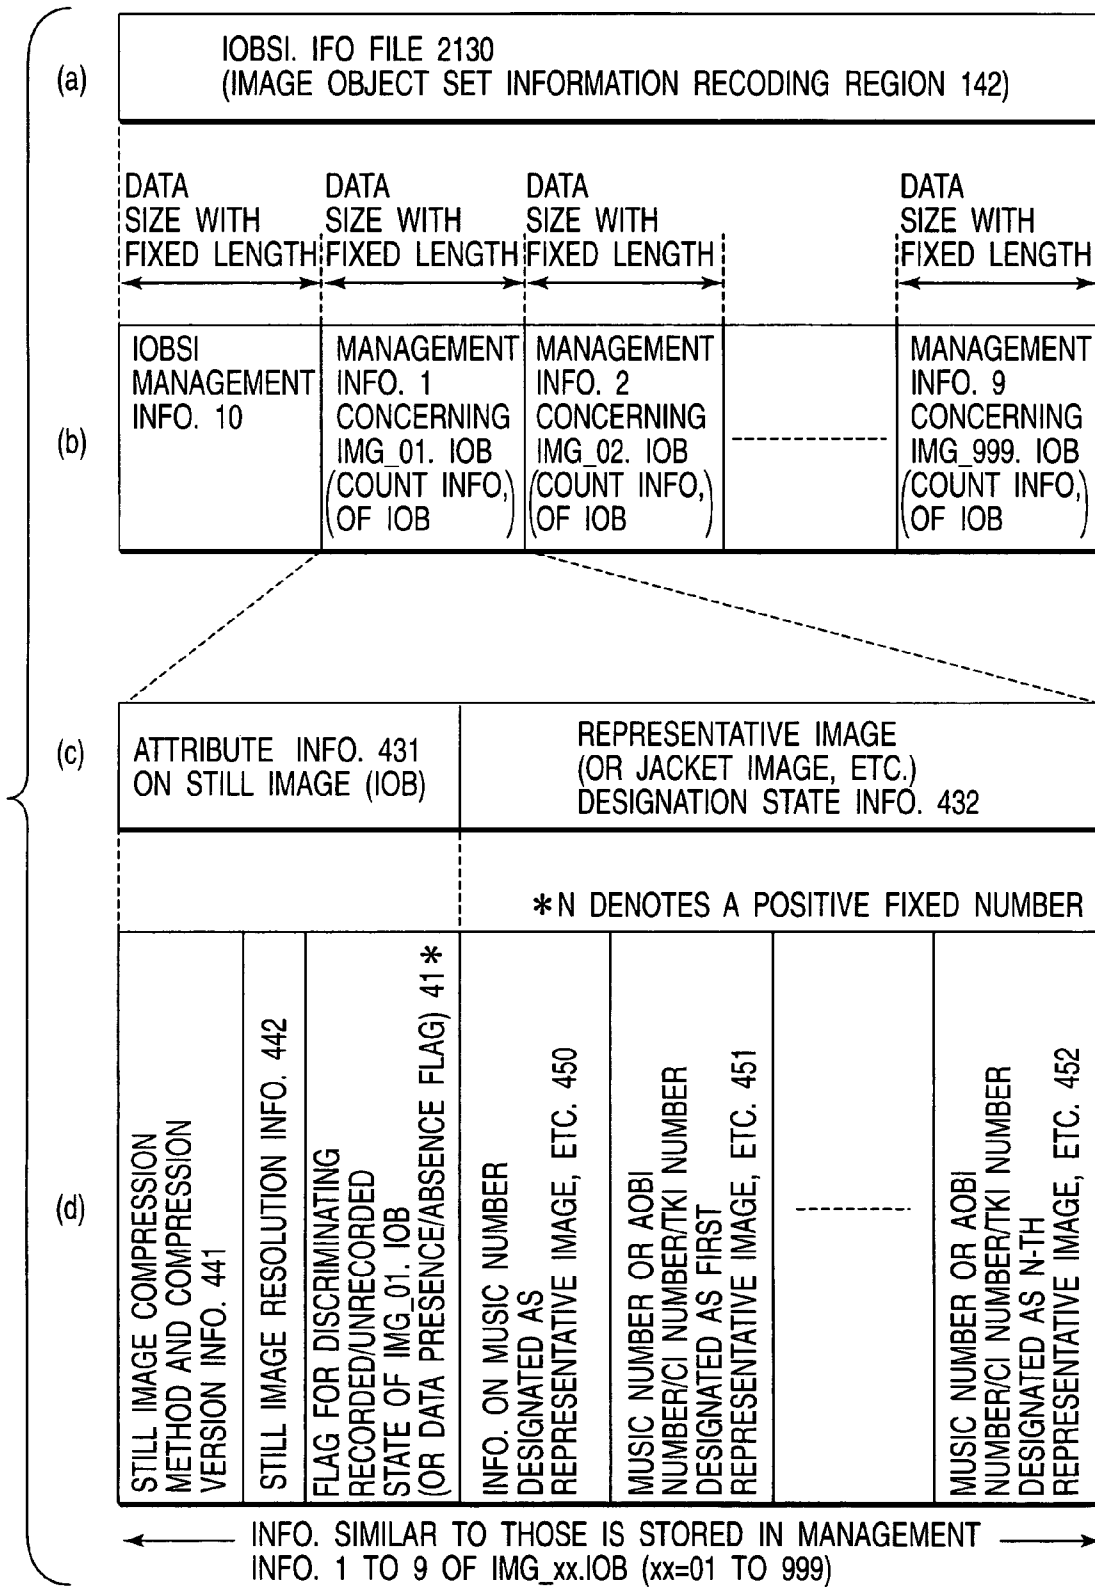 (a)
IOBSI. IFO FILE 2130
(IMAGE OBJECT SET INFORMATION RECODING REGION 142)
DATA
SIZE WITH
FIXED LENGTH
DATA
SIZE WITH
FIXED LENGTH
DATA
SIZE WITH
FIXED LENGTH
DATA
SIZE WITH
FIXED LENGTH
(b)
IOBSI
MANAGEMENT
INFO. 10
MANAGEMENT
INFO. 1
CONCERNING
IMG_01. IOB
(COUNT INFO,
OF IOB)
MANAGEMENT
INFO. 2
CONCERNING
IMG_02. IOB
(COUNT INFO,
OF IOB)
MANAGEMENT
INFO. 9
CONCERNING
IMG_999. IOB
(COUNT INFO,
OF IOB)
(c)
ATTRIBUTE INFO. 431
ON STILL IMAGE (IOB)
REPRESENTATIVE IMAGE
(OR JACKET IMAGE, ETC.)
DESIGNATION STATE INFO. 432
*N DENOTES A POSITIVE FIXED NUMBER
(d)
STILL IMAGE COMPRESSION
METHOD AND COMPRESSION
VERSION INFO. 441
STILL IMAGE RESOLUTION INFO. 442
FLAG FOR DISCRIMINATING
RECORDED/UNRECORDED
STATE OF IMG_01. IOB
(OR DATA PRESENCE/ABSENCE FLAG) 41*
INFO. ON MUSIC NUMBER
DESIGNATED AS
REPRESENTATIVE IMAGE, ETC. 450
MUSIC NUMBER OR AOBI
NUMBER/CI NUMBER/TKI NUMBER
DESIGNATED AS FIRST
REPRESENTATIVE IMAGE, ETC. 451
MUSIC NUMBER OR AOBI
NUMBER/CI NUMBER/TKI NUMBER
DESIGNATED AS N-TH
REPRESENTATIVE IMAGE, ETC. 452
INFO. SIMILAR TO THOSE IS STORED IN MANAGEMENT
INFO. 1 TO 9 OF IMG_xx.IOB (xx=01 TO 999)